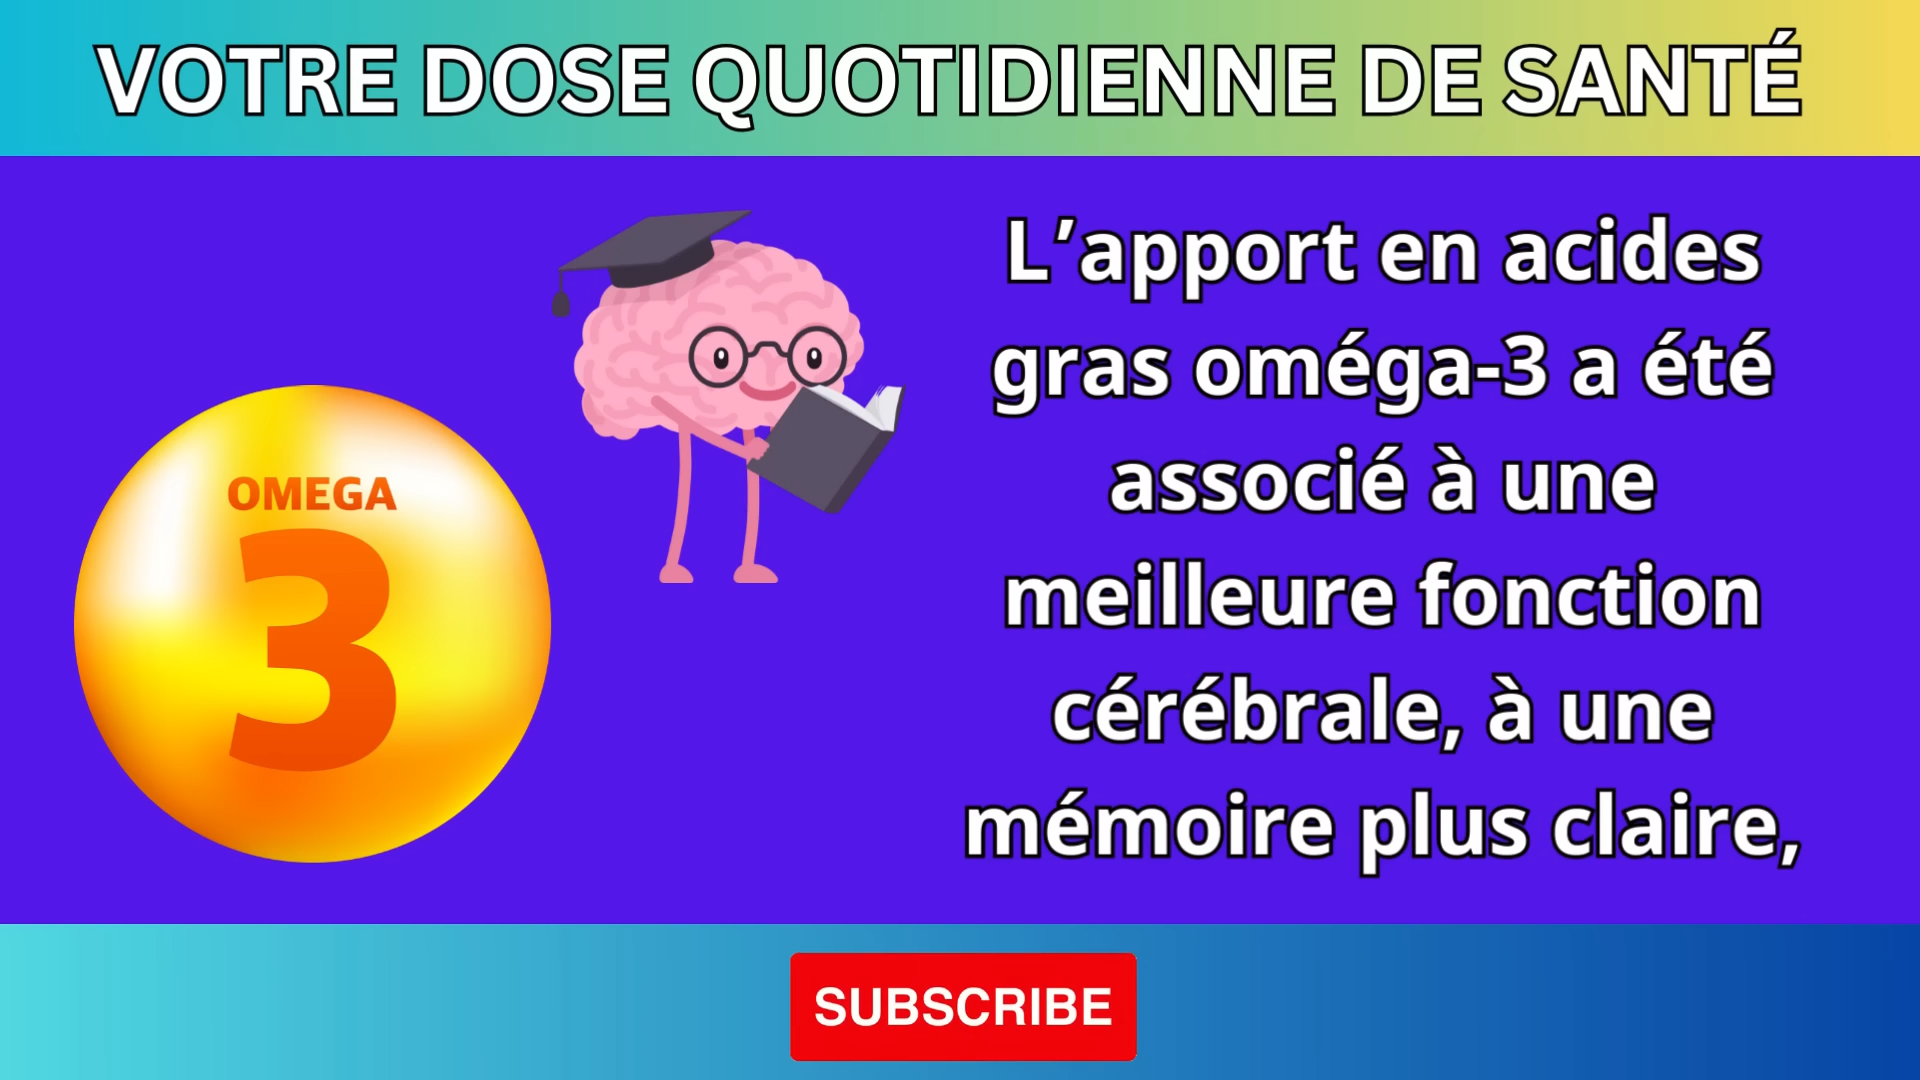 VOTRE DOSE QUOTIDIENNE DE SANTÉ
OMEGA
3
L’apport en acides
gras oméga-3 a été
associé à une
meilleure fonction
cérébrale, à une
mémoire plus claire,
SUBSCRIBE